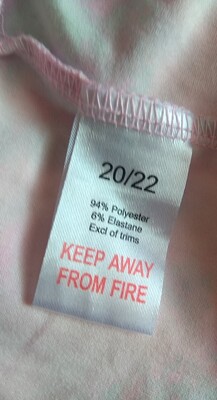 20/22
94% Polyester
6% Elastane
Excl of trims
KEEP AWAY
FROM FIRE